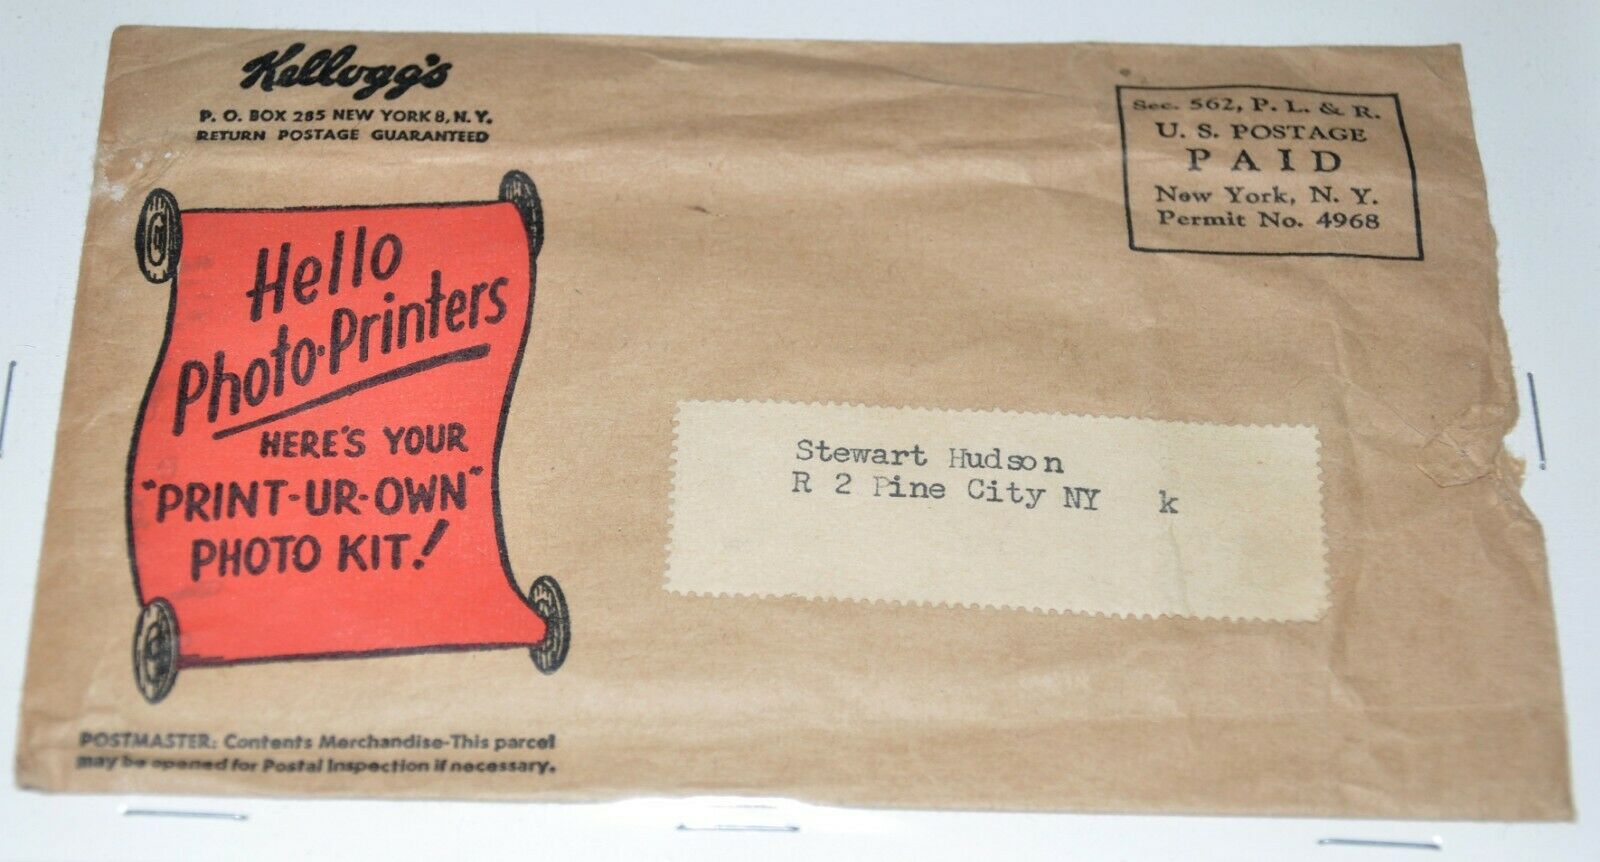 Kellogg's
P. O. BOX 285 NEW YORK 8, N. Y.
RETURN POSTAGE GUARANTEED
Sec. 562, P. L. & R.
U. S. POSTAGE
PAID
New York, N. Y.
Permit No. 4968
Hello
Photo-Printers
HERE'S YOUR
"PRINT-UR-OWN"
PHOTO KIT!
Stewart Hudson
R 2 Pine City NY k
POSTMASTER: Contents Merchandise-This parcel
may be opened for Postal Inspection if necessary.